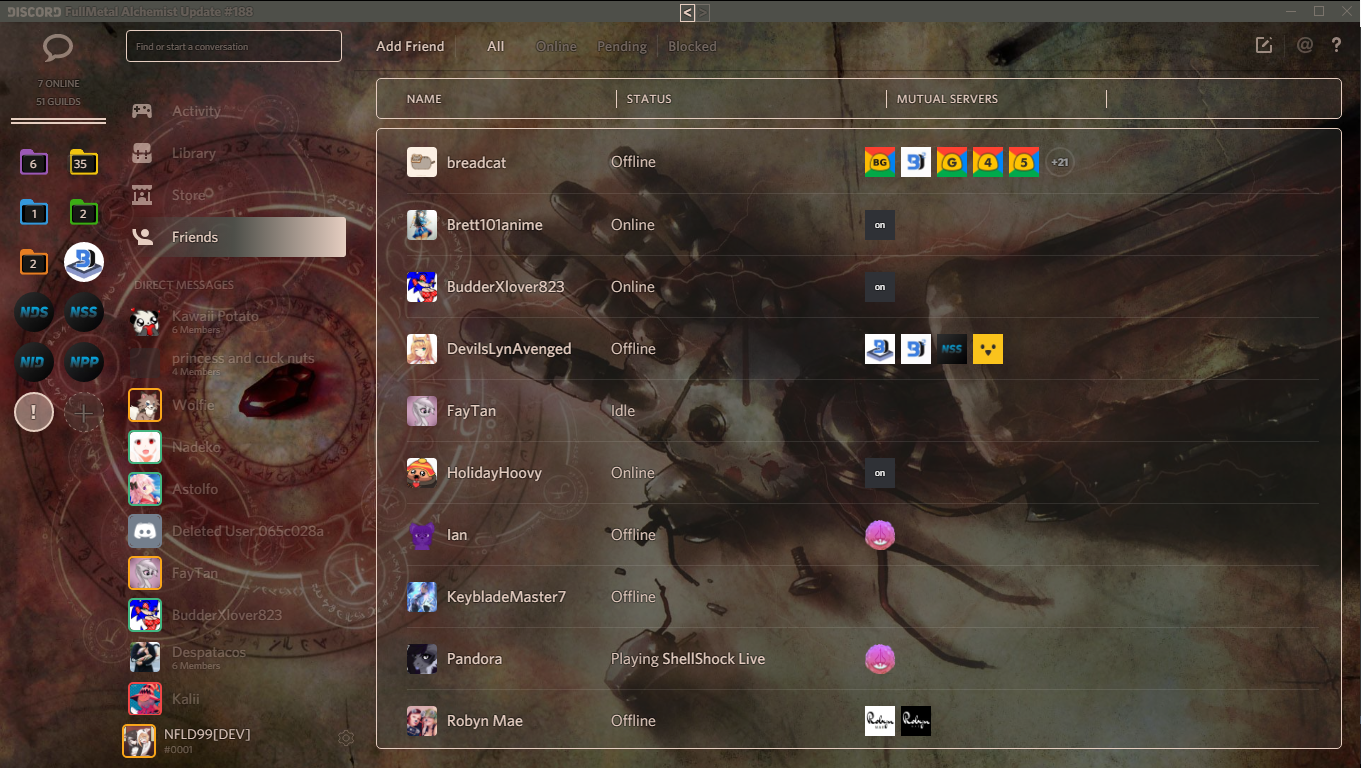 DISCORD FullMetal Alchemist Update #188
< >
Find or start a conversation
Add Friend
All
Online
Pending
Blocked
@
?
7 ONLINE
51 GUILDS
6
35
1
2
2
NDS
NSS
NID
NPP
!
Activity
Library
Store
Friends
DIRECT MESSAGES
Kawaii Potato
6 Members
princess and cuck nuts
4 Members
Wolfie
Nadeko
Astolfo
Deleted User 065c028a
FayTan
BudderXlover823
Despatacos
6 Members
Kalii
NFLD99[DEV]
#0001
NAME
STATUS
MUTUAL SERVERS
breadcat
Offline
BG
G
4
5
+21
Brett101anime
Online
on
BudderXlover823
Online
on
DevilsLynAvenged
Offline
NSS
FayTan
Idle
HolidayHoovy
Online
on
Ian
Offline
KeybladeMaster7
Offline
Pandora
Playing ShellShock Live
Robyn Mae
Offline
Robyn
Robyn